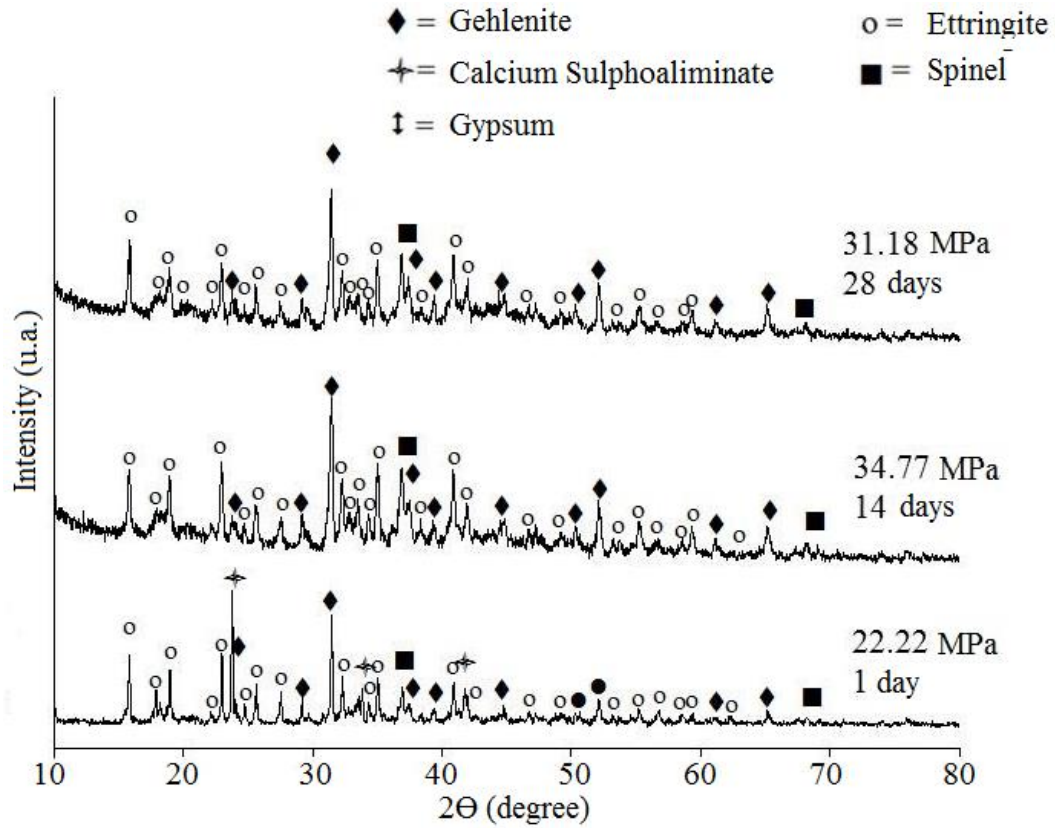 ♦ = Gehlenite
o = Ettringite
✦ = Calcium Sulphoaliminate
■ = Spinel
↕ = Gypsum
31.18 MPa
28 days
34.77 MPa
14 days
22.22 MPa
1 day
Intensity (u.a.)
10 20 30 40 50 60 70 80
2Θ (degree)